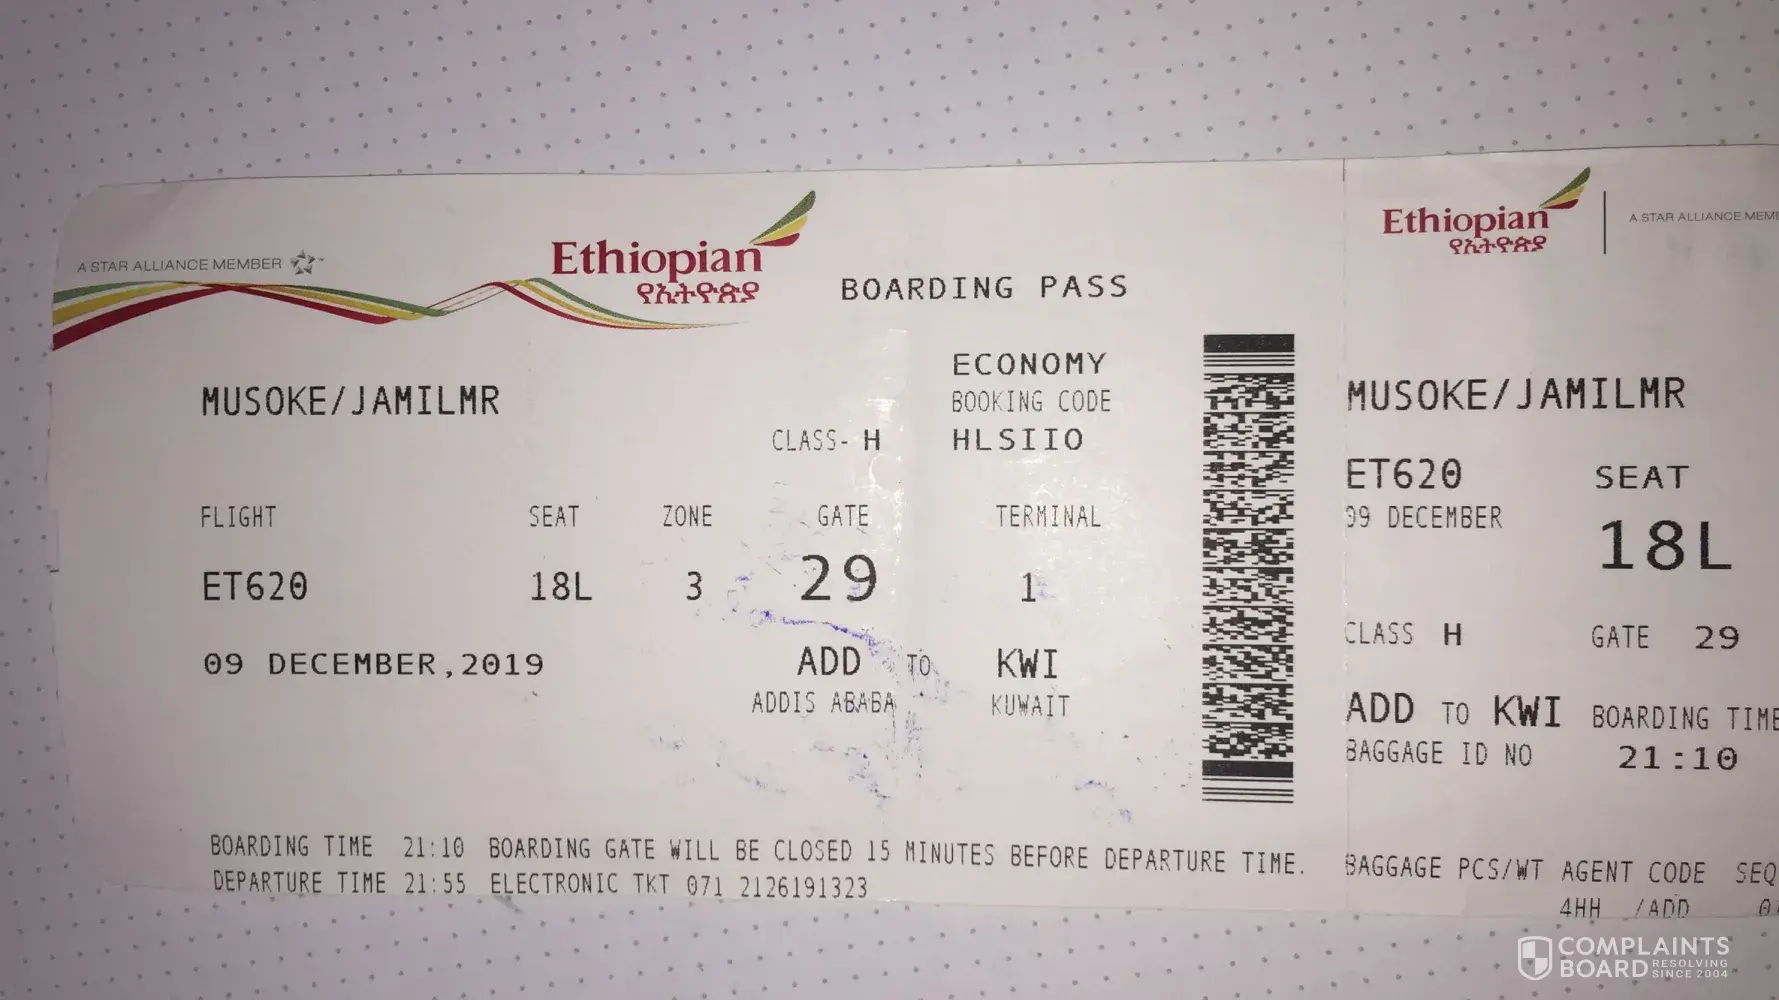 A STAR ALLIANCE MEMBER
Ethiopian
የኢትዮጵያ
BOARDING PASS
ECONOMY
MUSOKE/JAMILMR
BOOKING CODE
CLASS- H HLSIIO
FLIGHT SEAT ZONE GATE TERMINAL
ET620 18L 3 29 1
09 DECEMBER,2019 ADD TO KWI
ADDIS ABABA KUWAIT
BOARDING TIME 21:10 BOARDING GATE WILL BE CLOSED 15 MINUTES BEFORE DEPARTURE TIME.
DEPARTURE TIME 21:55 ELECTRONIC TKT 071 2126191323
Ethiopian
የኢትዮጵያ
A STAR ALLIANCE MEM
MUSOKE/JAMILMR
ET620 SEAT
09 DECEMBER 18L
CLASS H GATE 29
ADD TO KWI BOARDING TIME
BAGGAGE ID NO 21:10
BAGGAGE PCS/WT AGENT CODE SEQ
4HH /ADD
COMPLAINTS
BOARD RESOLVING
SINCE 2004